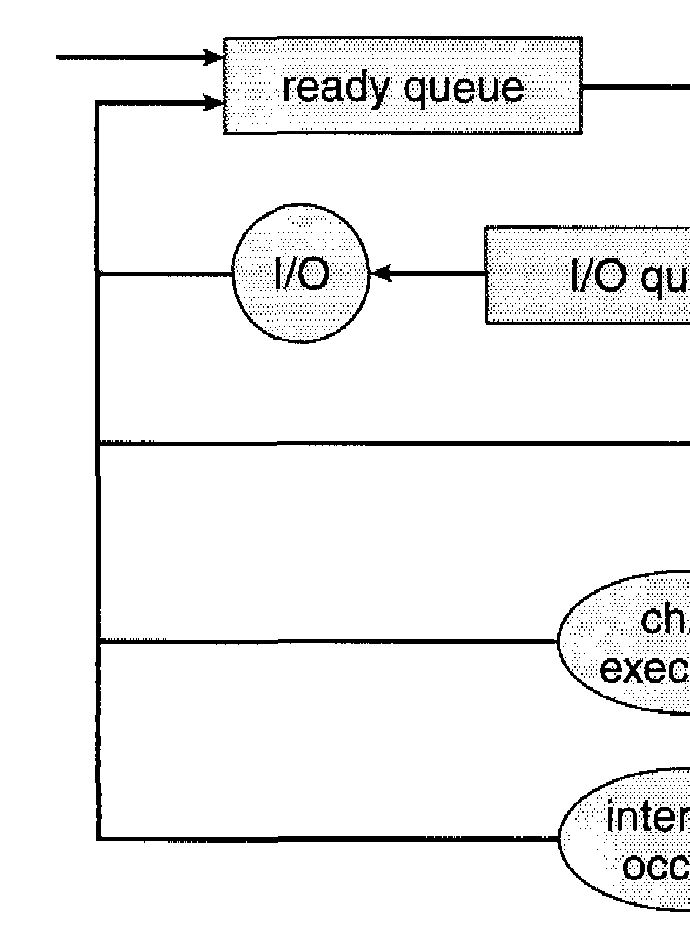 ready queue
I/O
I/O qu
ch
exec
inter
occ